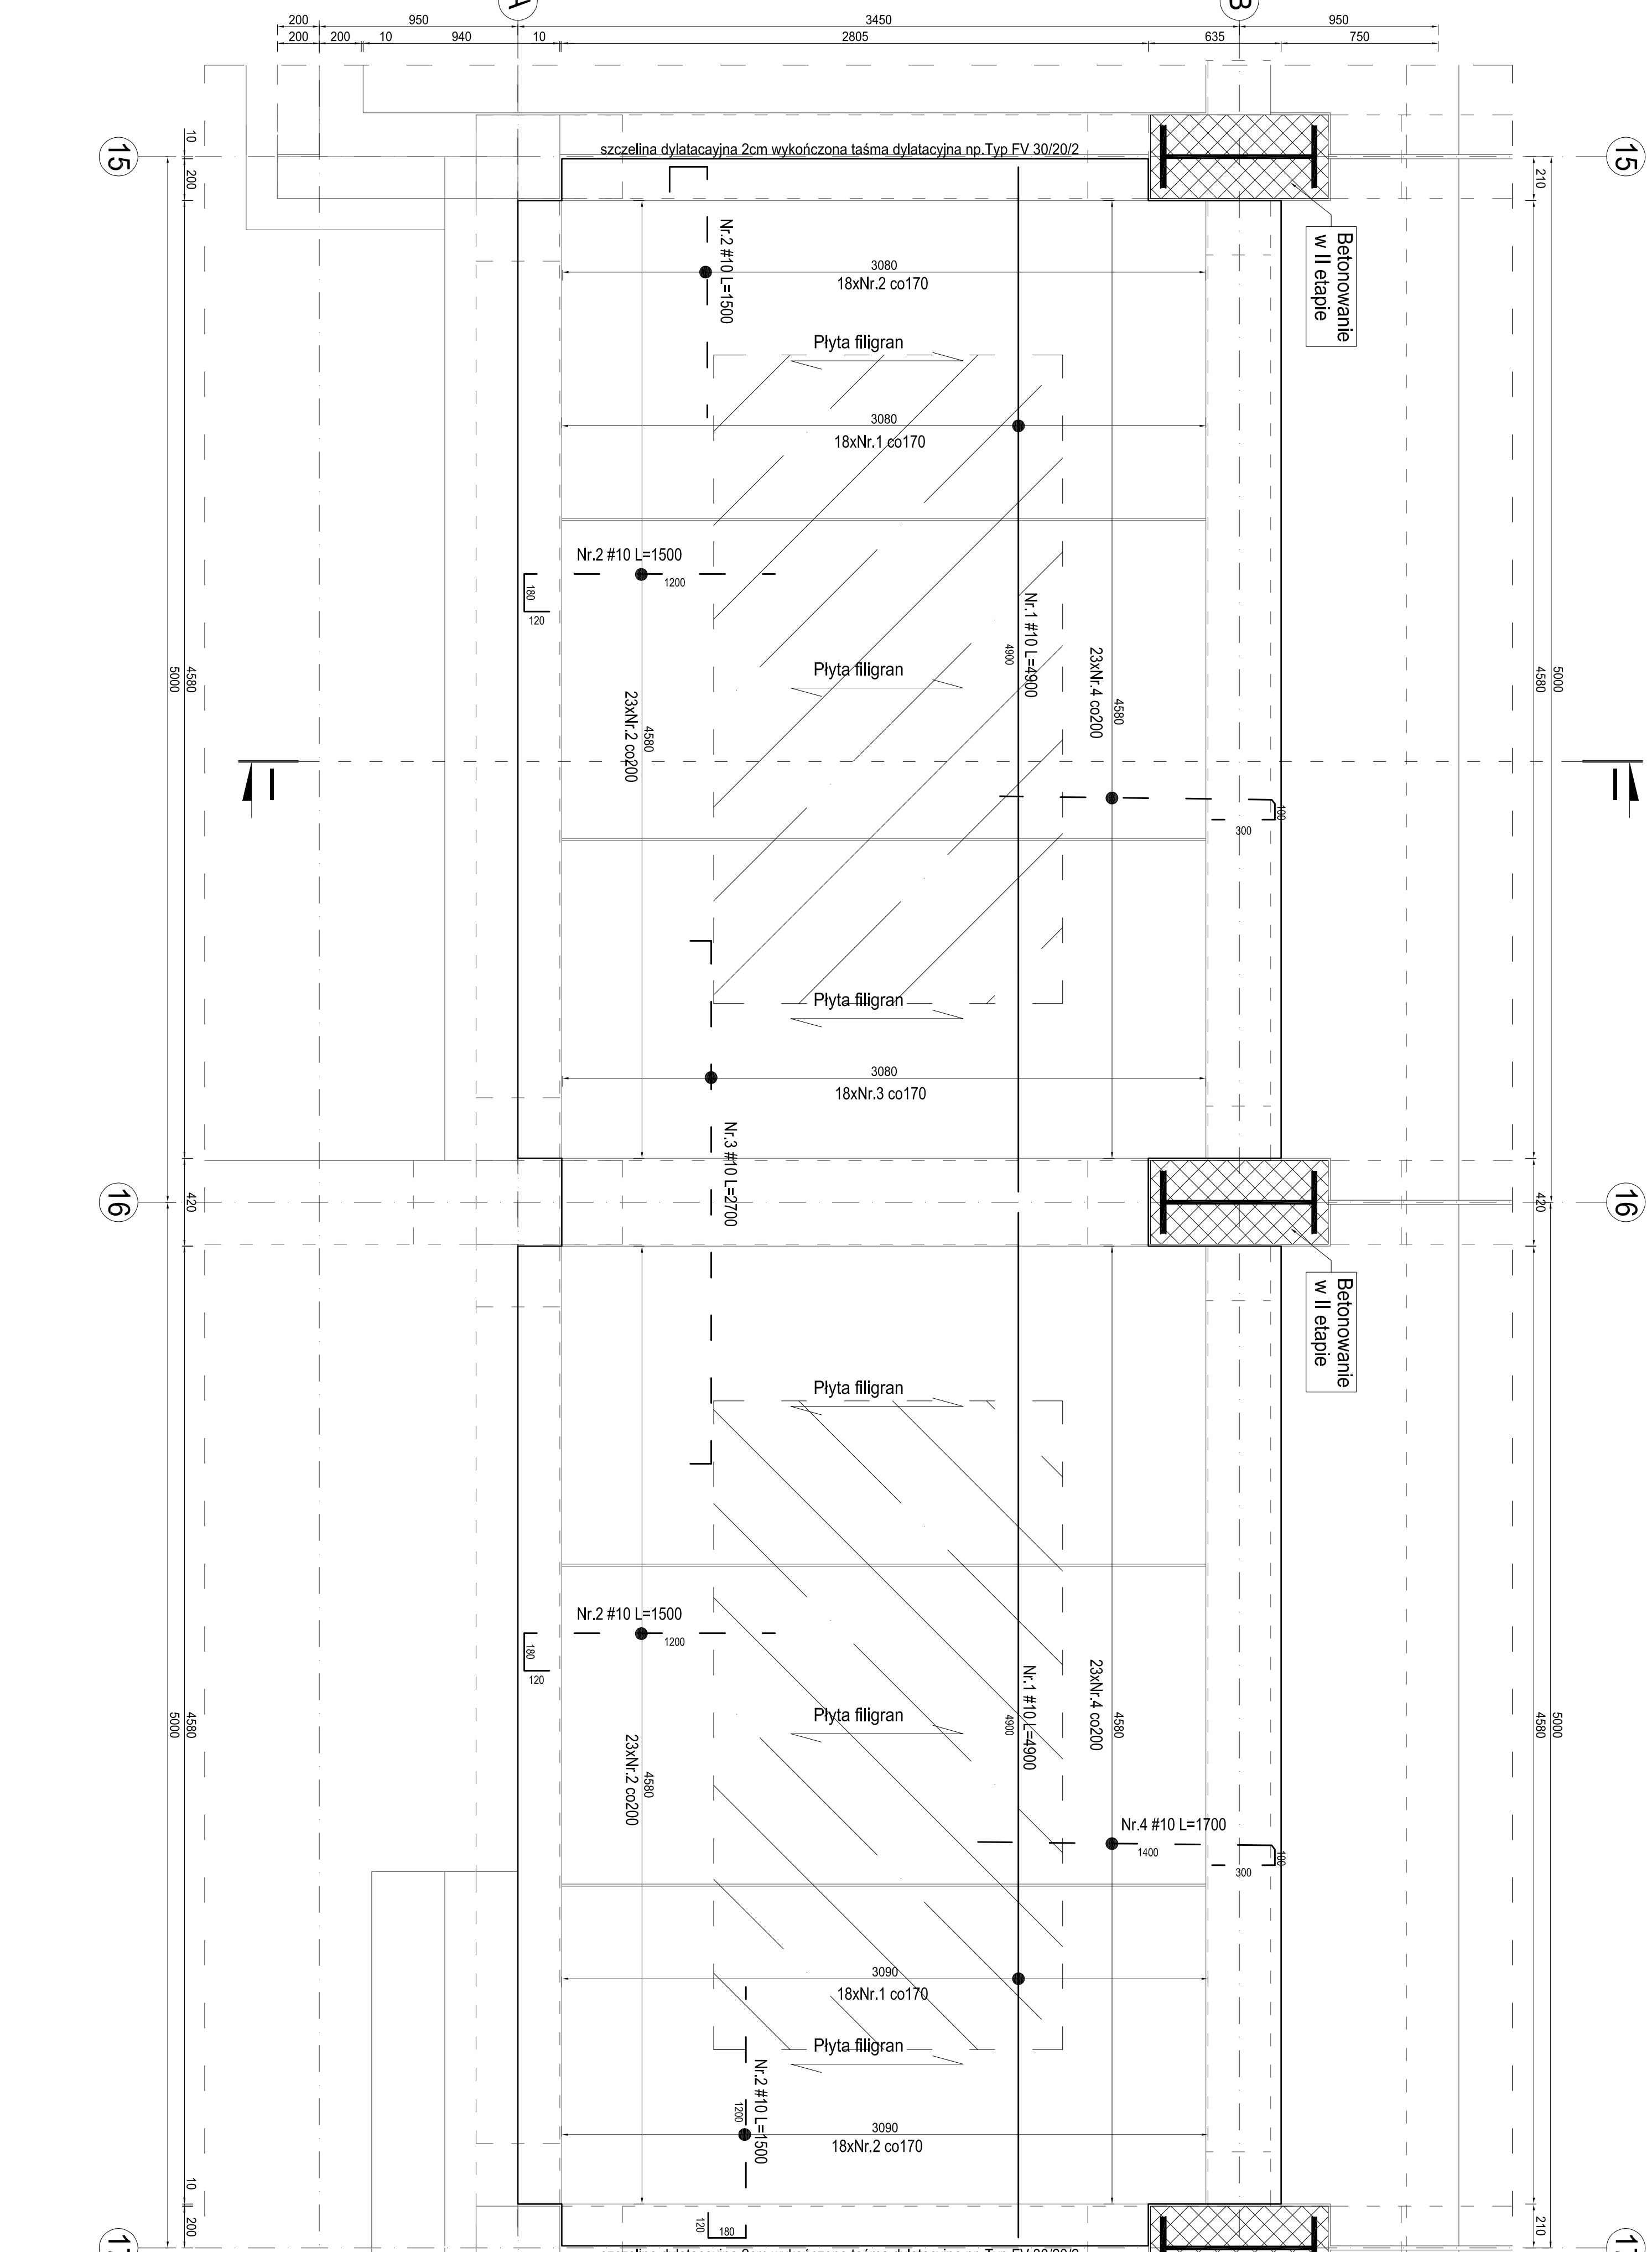 A
B
200
950
3450
950
200
200
10
940
10
2805
635
750
15
15
10
200
210
szczelina dylatacayjna 2cm wykończona taśma dylatacyjna np.Typ FV 30/20/2
Betonowanie
w II etapie
Nr.2 #10 L=1500
3080
18xNr.2 co170
Płyta filigran
3080
18xNr.1 co170
Nr.2 #10 L=1500
1200
180
120
Nr.1 #10 L=4900
4900
23xNr.4 co200
4580
Płyta filigran
4580
5000
5000
4580
23xNr.2 co200
4580
I
I
100
300
Płyta filigran
3080
18xNr.3 co170
Nr.3 #10 L=2700
16
16
420
420
Betonowanie
w II etapie
Płyta filigran
Nr.2 #10 L=1500
1200
180
120
Nr.1 #10 L=4900
4900
23xNr.4 co200
4580
Płyta filigran
4580
5000
5000
4580
23xNr.2 co200
4580
Nr.4 #10 L=1700
1400
100
300
3090
18xNr.1 co170
Płyta filigran
Nr.2 #10 L=1500
1200
3090
18xNr.2 co170
10
200
120
180
210